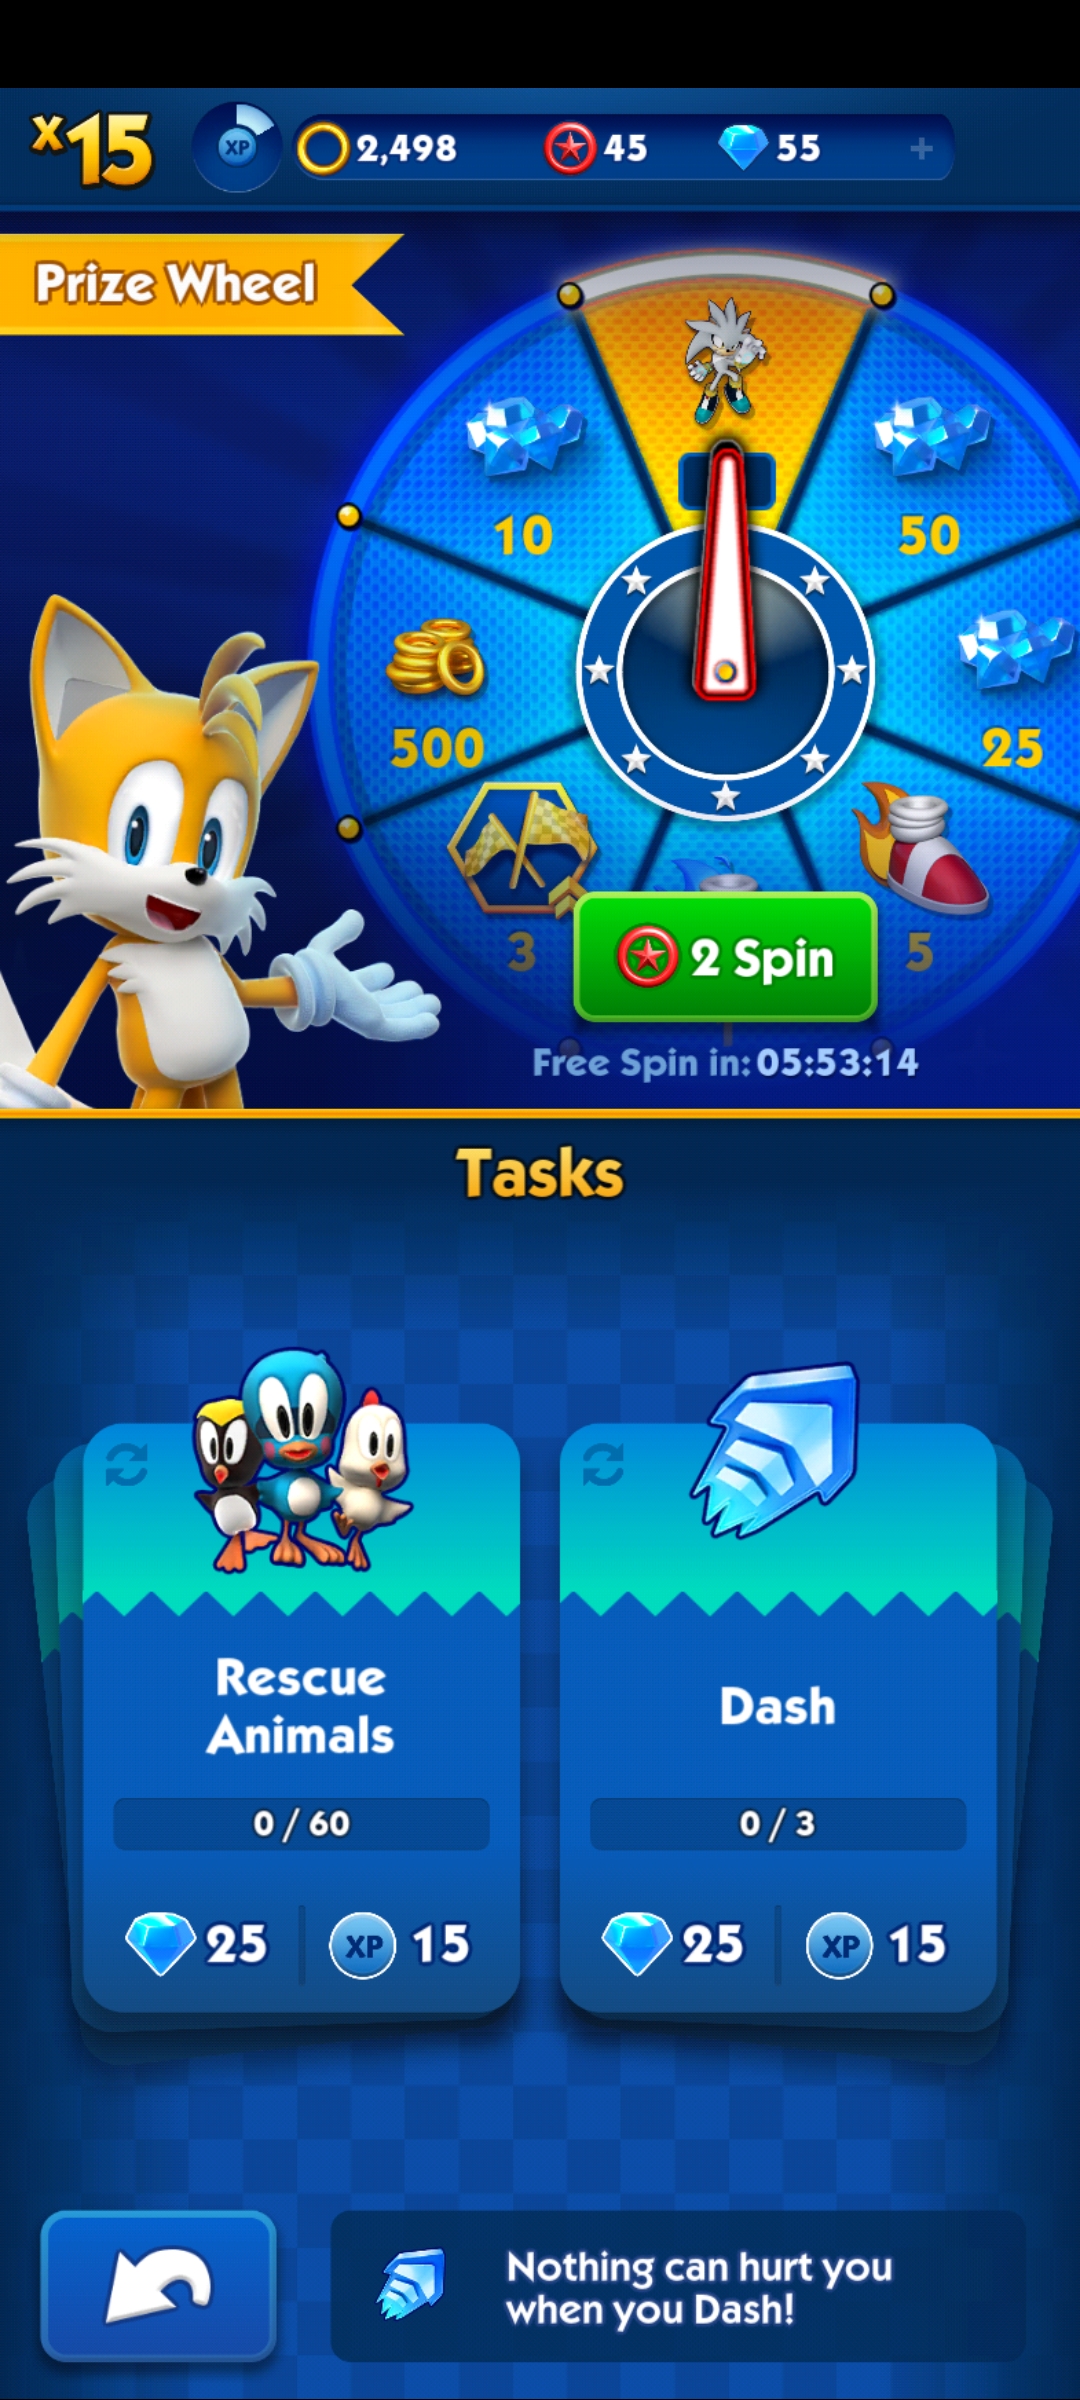 x15
XP
2,498
45
55
+
Prize Wheel
10
50
500
25
3
5
2 Spin
Free Spin in: 05:53:14
Tasks
Rescue
Animals
0 / 60
25
XP 15
Dash
0 / 3
25
XP 15
Nothing can hurt you
when you Dash!